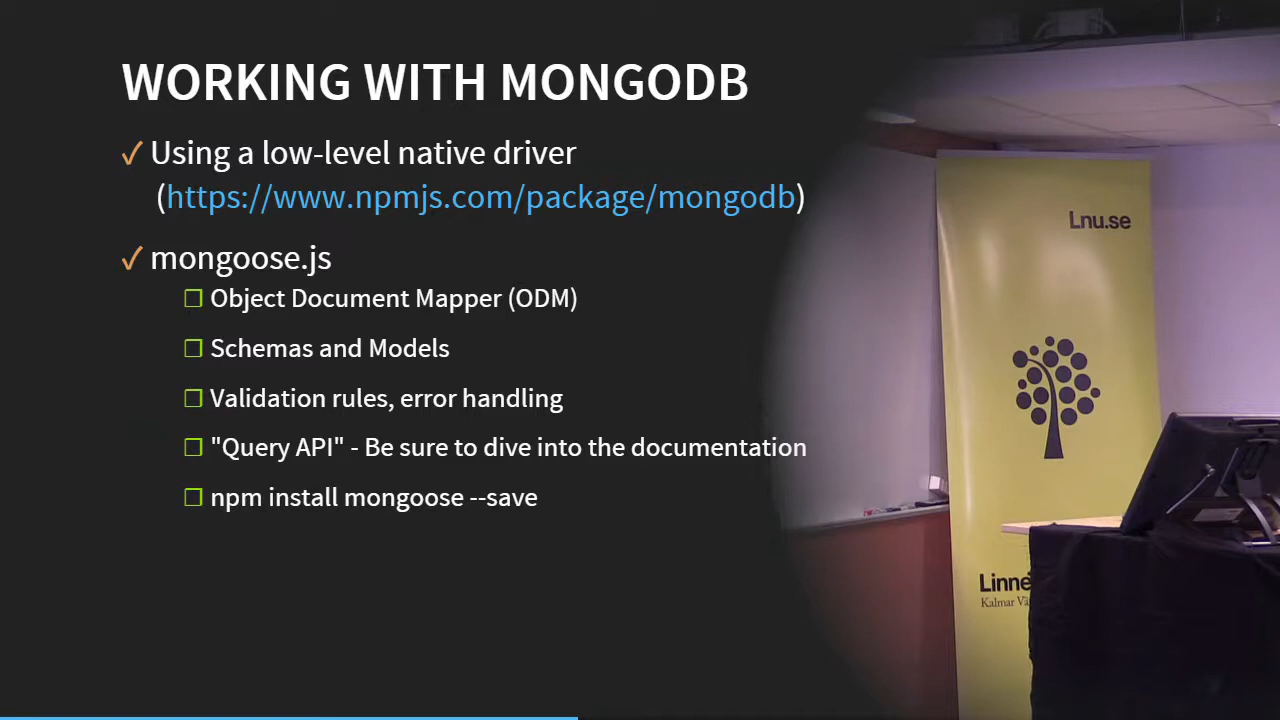 WORKING WITH MONGODB
✓ Using a low-level native driver
(https://www.npmjs.com/package/mongodb)
✓ mongoose.js
❒ Object Document Mapper (ODM)
❒ Schemas and Models
❒ Validation rules, error handling
❒ "Query API" - Be sure to dive into the documentation
❒ npm install mongoose --save
Lnu.se
Linne
Kalmar Vä